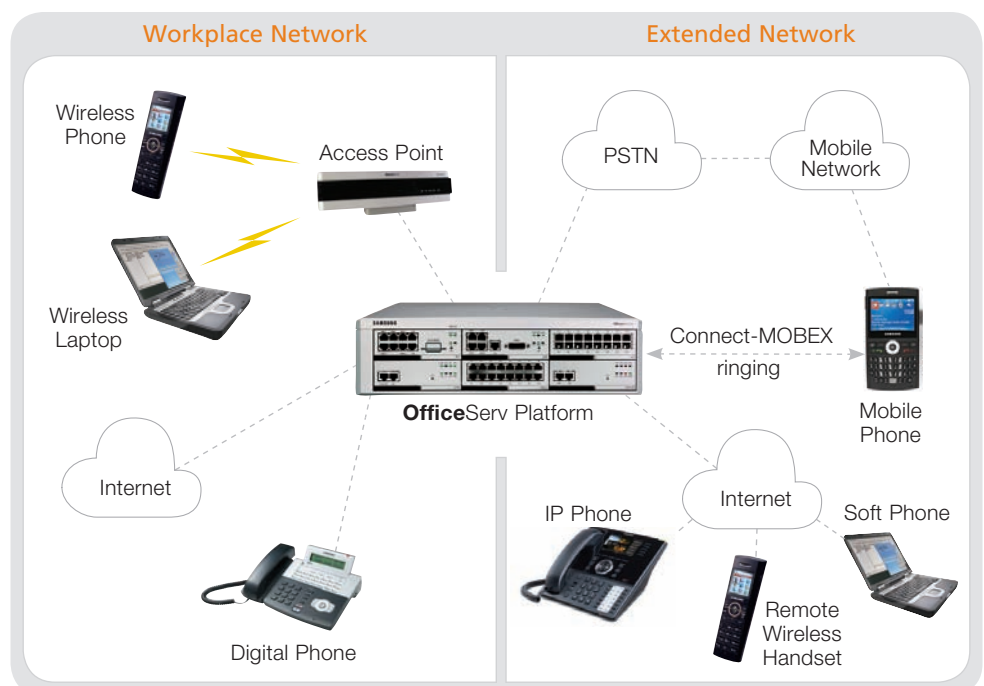 Workplace Network
Extended Network
Wireless
Phone
Access Point
PSTN
Mobile
Network
Wireless
Laptop
SAMSUNG
Connect-MOBEX
ringing
OfficeServ Platform
Mobile
Phone
Internet
Internet
IP Phone
Soft Phone
Digital Phone
Remote
Wireless
Handset